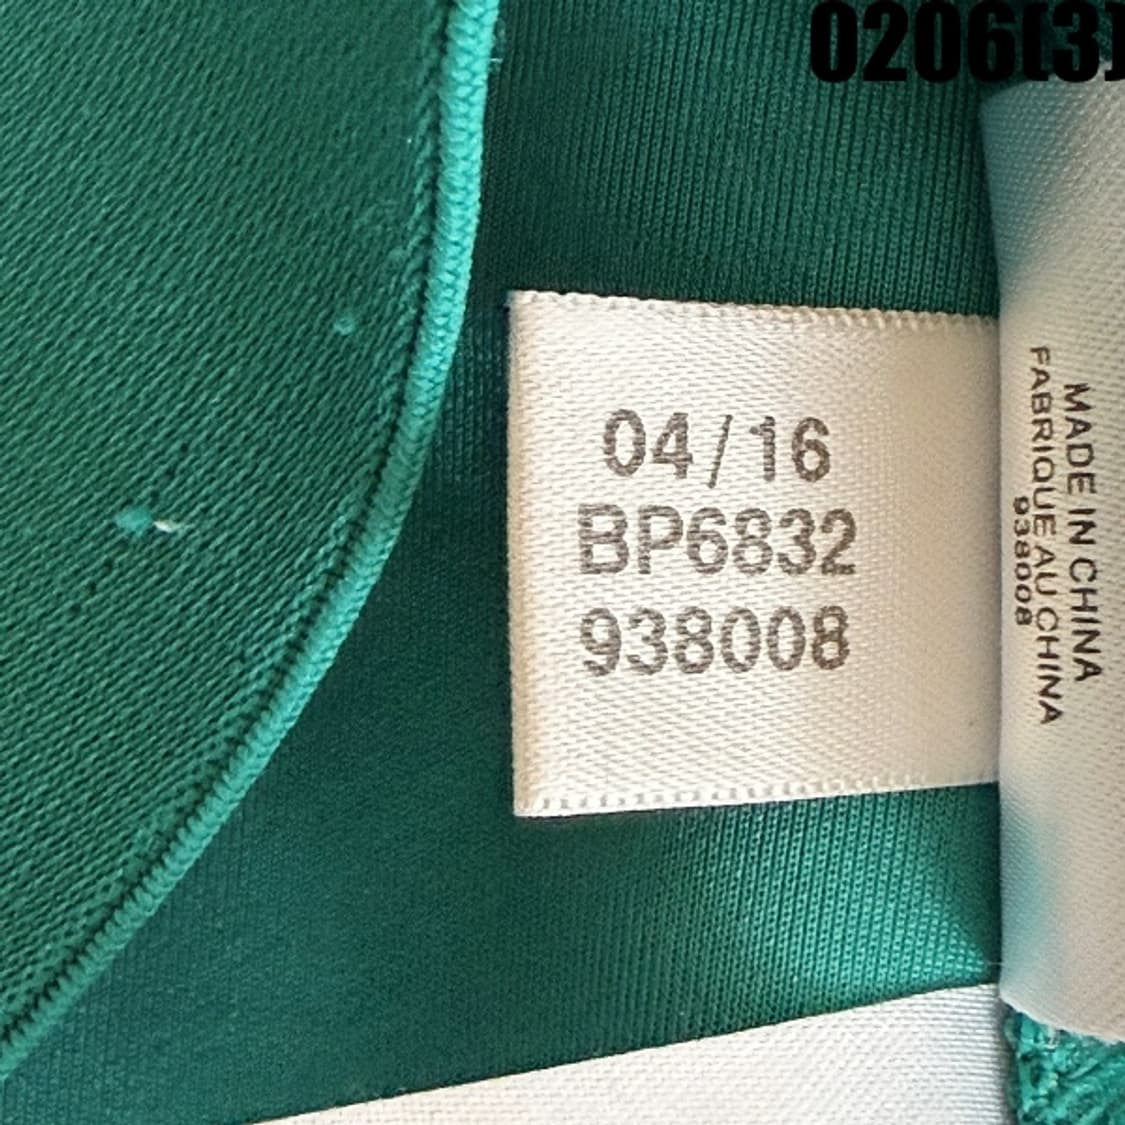 0206(3)
04/16
BP6832
938008
MADE IN CHINA
FABRIQUE AU CHINA
938008